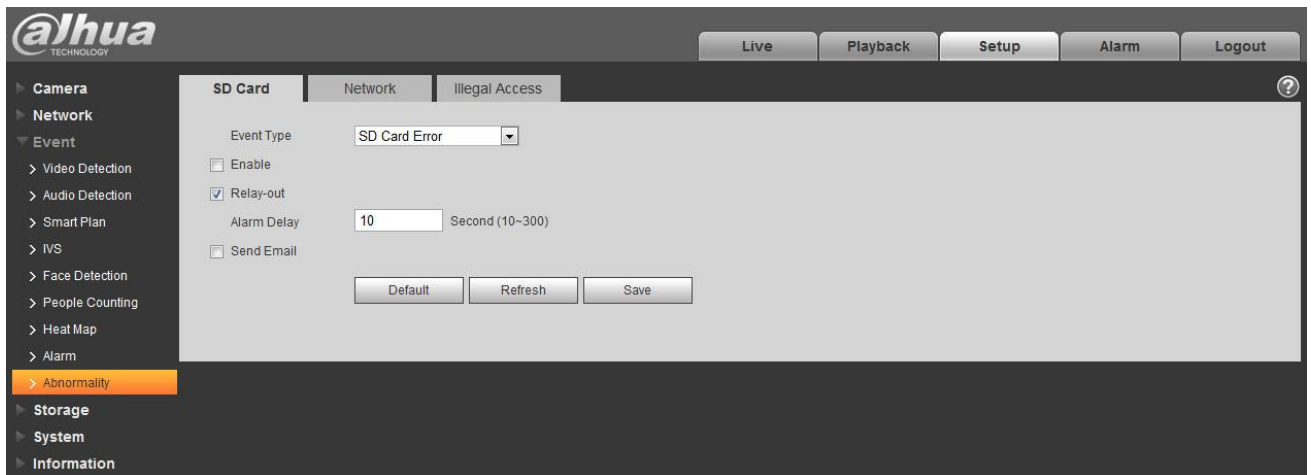 alhua
TECHNOLOGY
Live Playback Setup Alarm Logout
Camera
Network
Event
Video Detection
Audio Detection
Smart Plan
IVS
Face Detection
People Counting
Heat Map
Alarm
Abnormality
Storage
System
Information
SD Card Network Illegal Access ?
Event Type SD Card Error
Enable
Relay-out
Alarm Delay 10 Second (10~300)
Send Email
Default Refresh Save